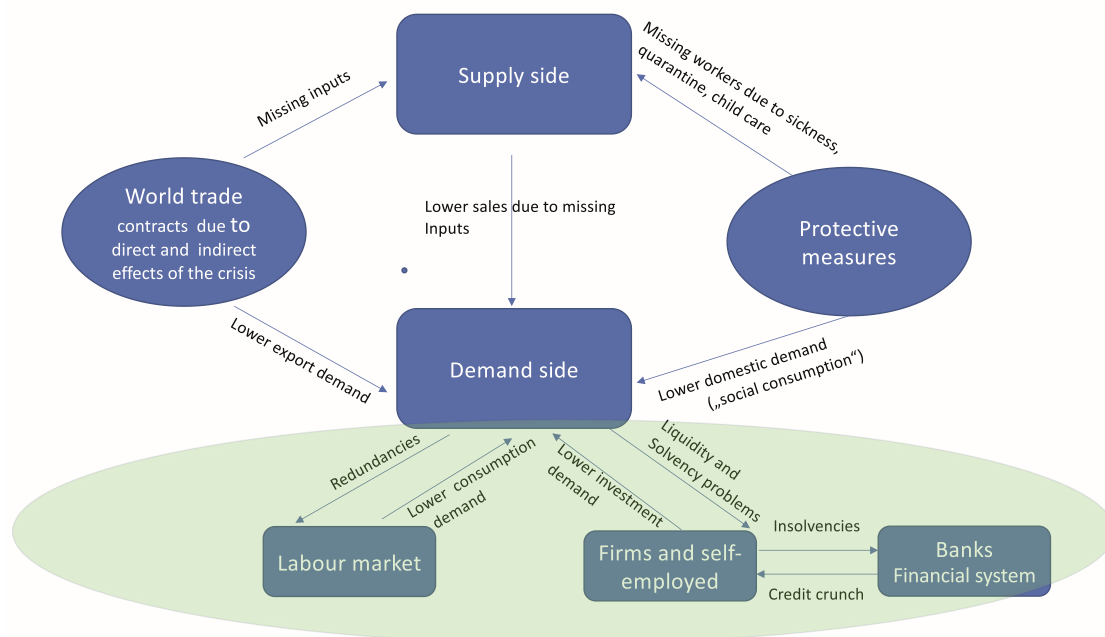 Supply side
Missing inputs
Missing workers due to sickness,
quarantine, child care
World trade
contracts due to to
direct and indirect
effects of the crisis
Lower sales due to missing
Inputs
Protective
measures
Lower export demand
Demand side
Lower domestic demand
(„social consumption“)
Redundancies
Lower consumption
demand
Lower investment
demand
Liquidity and
Solvency problems
Labour market
Firms and self-
employed
Insolvencies
Credit crunch
Banks
Financial system